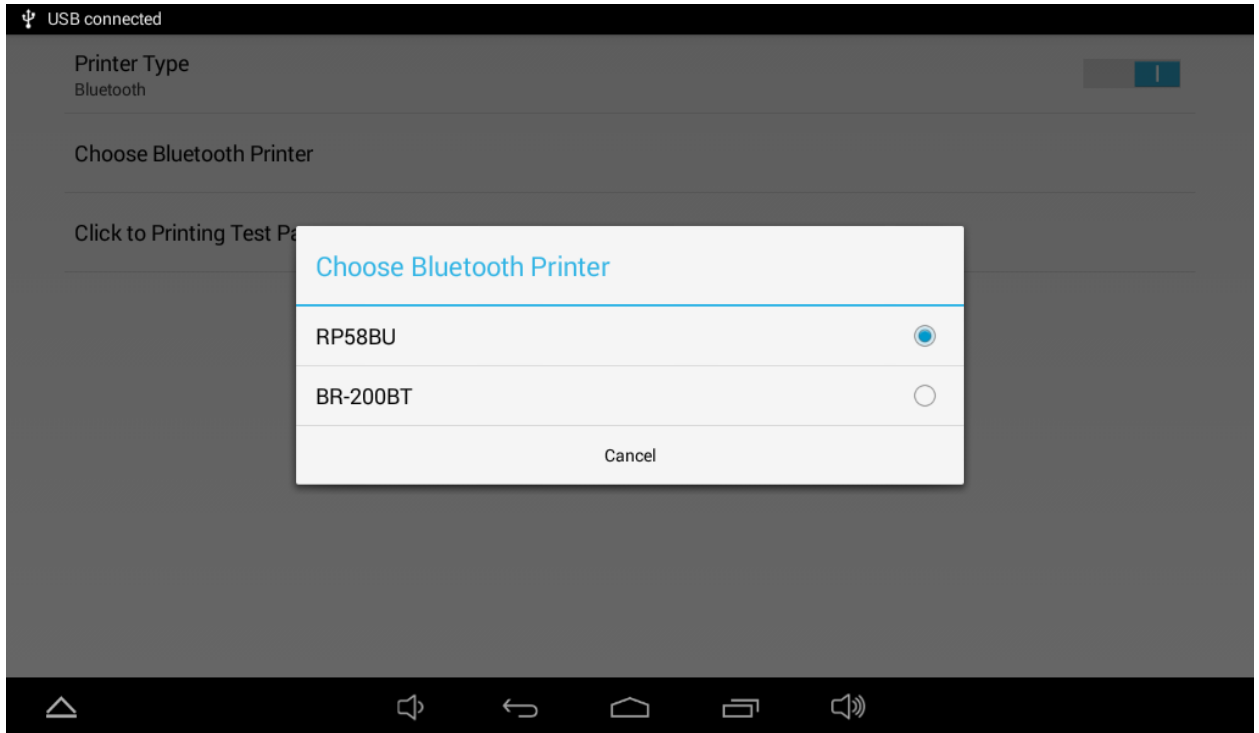 USB connected
Printer Type
Bluetooth
Choose Bluetooth Printer
Click to Printing Test
Choose Bluetooth Printer
RP58BU
BR-200BT
Cancel